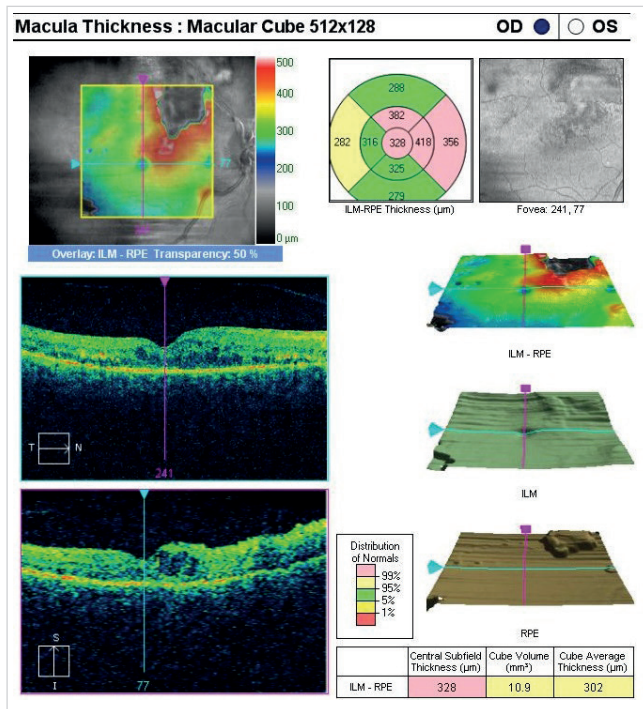 Macula Thickness : Macular Cube 512x128
OD OS
500
400
300
200
100
0 µm
77
Overlay: ILM - RPE Transparency: 50 %
288
382
282 316 328 418 356
325
279
ILM-RPE Thickness (µm)
Fovea: 241, 77
ILM - RPE
T N
241
ILM
S
I
77
Distribution
of Normals
99%
95%
5%
1%
RPE
Central Subfield Thickness (µm)
Cube Volume (mm³)
Cube Average Thickness (µm)
ILM - RPE 328 10.9 302